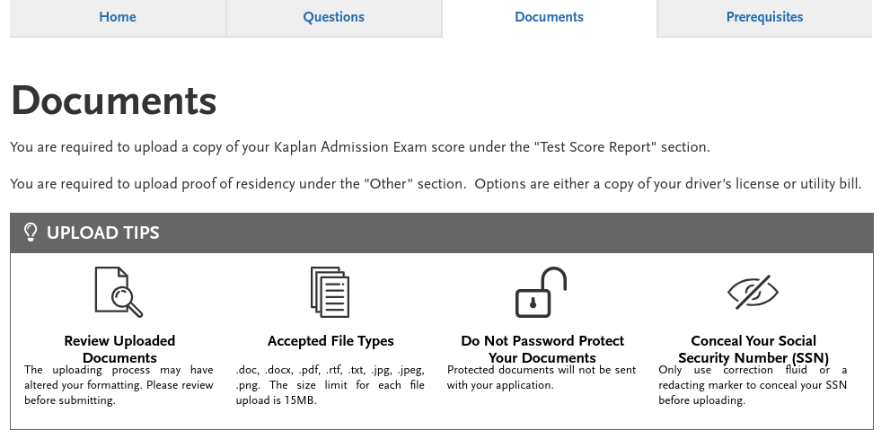 Home Questions Documents Prerequisites
Documents
You are required to upload a copy of your Kaplan Admission Exam score under the "Test Score Report" section.
You are required to upload proof of residency under the "Other" section. Options are either a copy of your driver's license or utility bill.
UPLOAD TIPS
Review Uploaded
Documents
The uploading process may have
altered your formatting. Please review
before submitting.
Accepted File Types
.doc, .docx, .pdf, .rtf, .txt, .jpg, .jpeg,
.png. The size limit for each file
upload is 15MB.
Do Not Password Protect
Your Documents
Protected documents will not be sent
with your application.
Conceal Your Social
Security Number (SSN)
Only use correction fluid or a
redacting marker to conceal your SSN
before uploading.